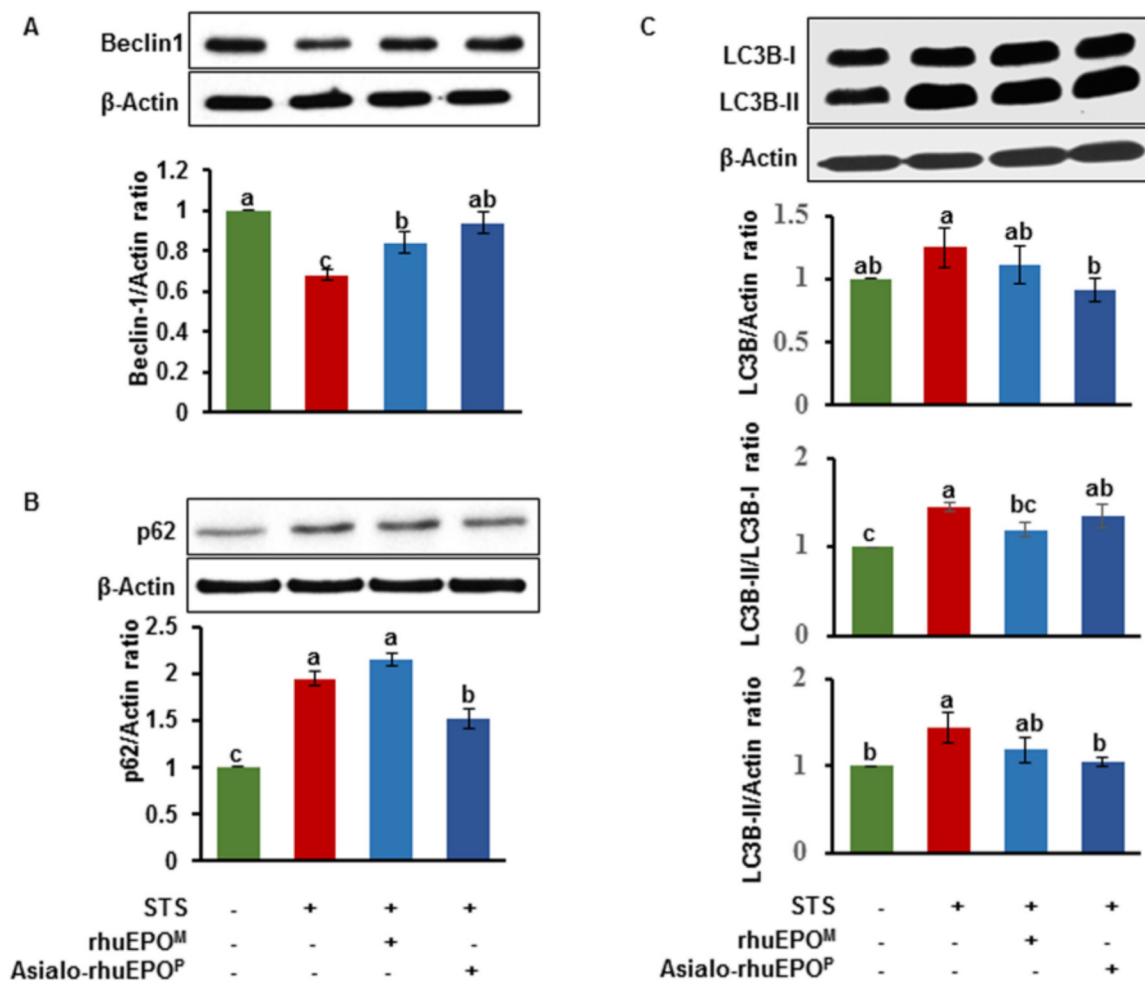 A
Beclin1
β-Actin
Beclin-1/Actin ratio
1.2
1
0.8
0.6
0.4
0.2
0
a
c
b
ab
B
p62
β-Actin
p62/Actin ratio
2.5
2
1.5
1
0.5
0
c
a
a
b
STS - + + +
rhuEPOᴹ - - + -
Asialo-rhuEPOᴾ - - - +
C
LC3B-I
LC3B-II
β-Actin
LC3B/Actin ratio
1.5
1
0.5
0
ab
a
ab
b
LC3B-II/LC3B-I ratio
2
1
0
c
a
bc
ab
LC3B-II/Actin ratio
2
1
0
b
a
ab
b
STS - + + +
rhuEPOᴹ - - + -
Asialo-rhuEPOᴾ - - - +